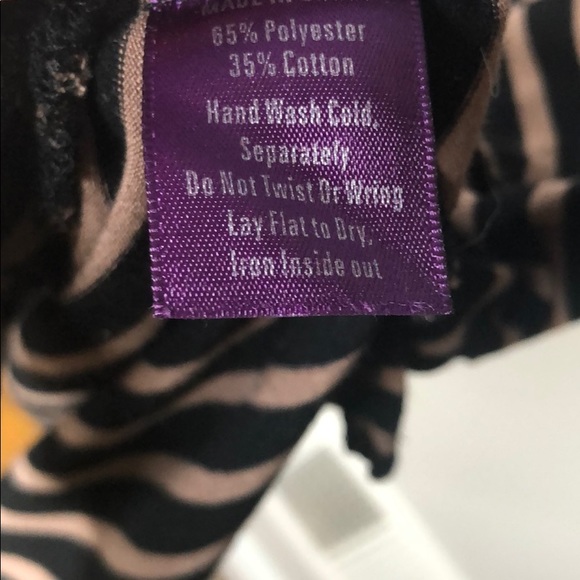 65% Polyester
35% Cotton
Hand Wash Cold,
Separately
Do Not Twist Or Wring
Lay Flat to Dry,
Iron Inside out